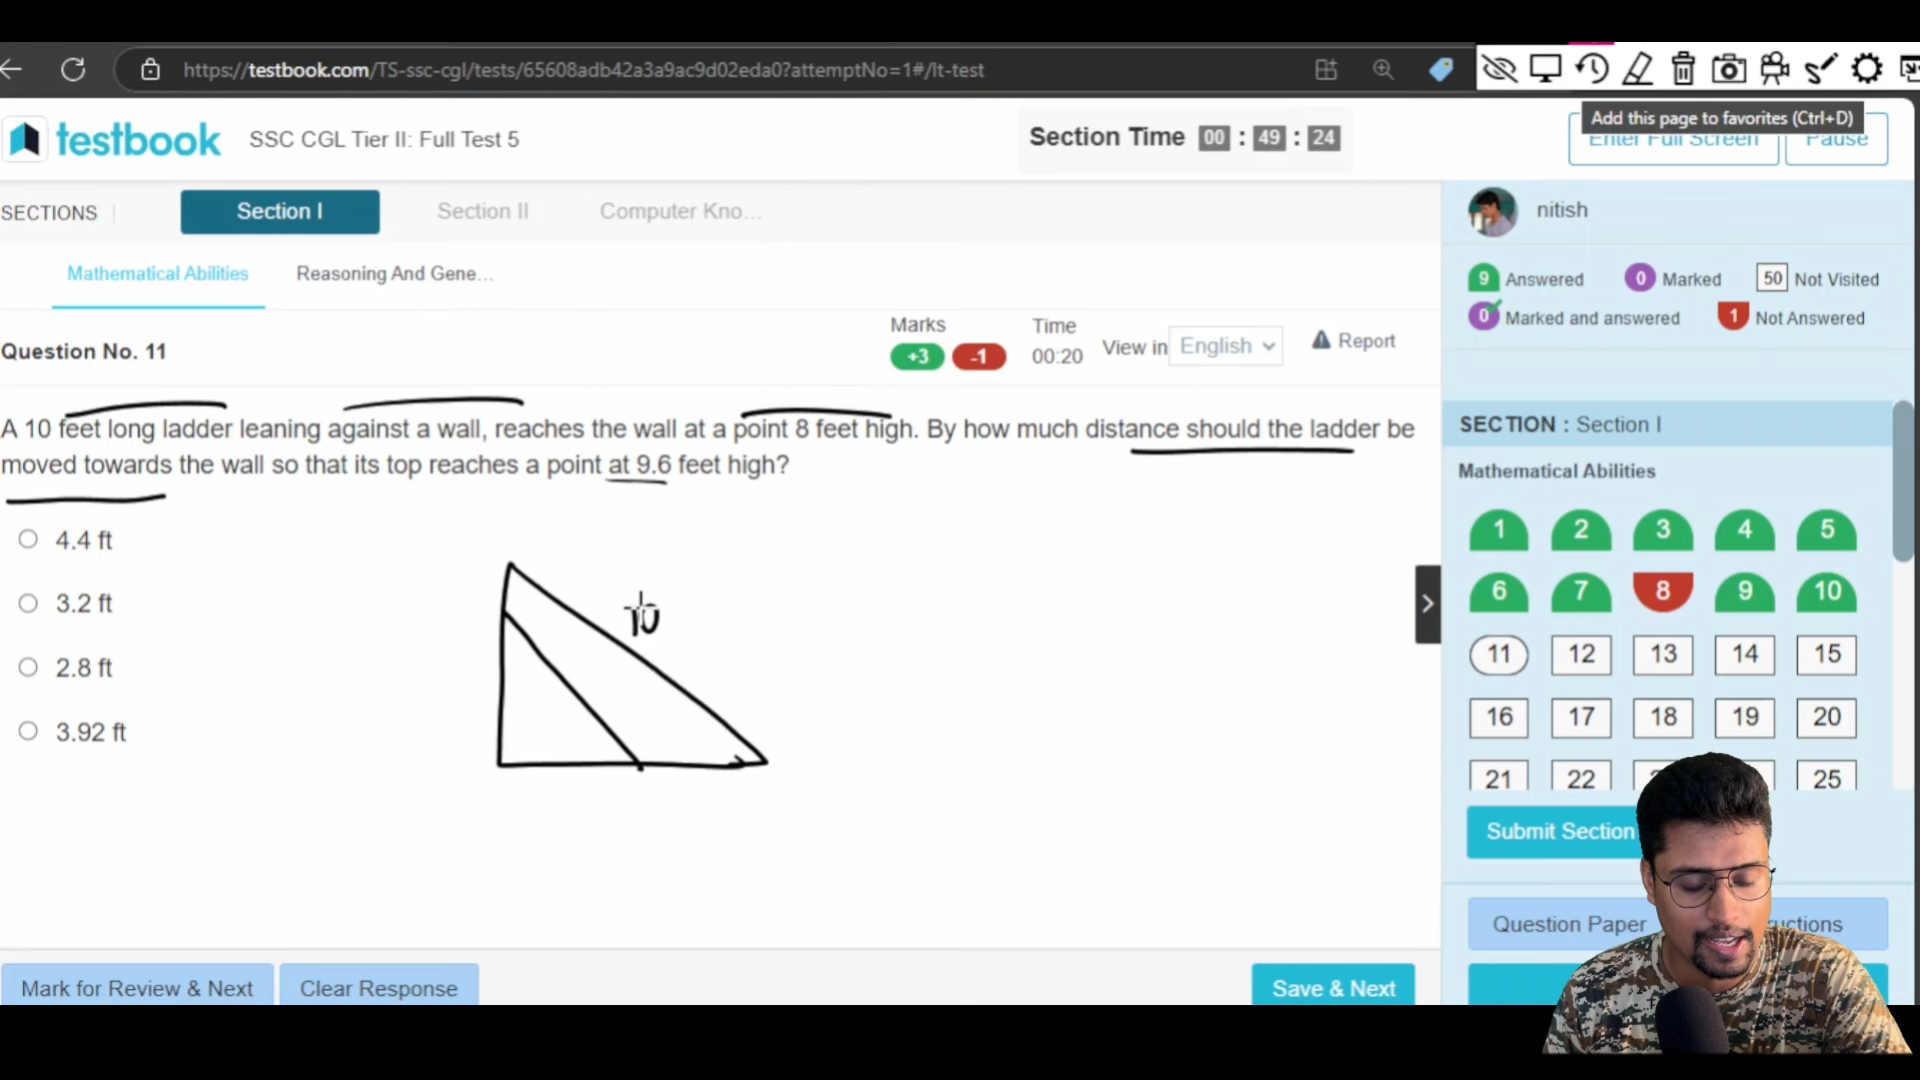 https://testbook.com/TS-ssc-cgl/tests/65608adb42a3a9ac9d02eda0?attemptNo=1#/lt-test
Add this page to favorites (Ctrl+D)
testbook
SSC CGL Tier II: Full Test 5
Section Time 00 : 49 : 24
Enter Full Screen
Pause
SECTIONS
Section I
Section II
Computer Kno...
nitish
Mathematical Abilities
Reasoning And Gene...
9 Answered
0 Marked
50 Not Visited
0 Marked and answered
1 Not Answered
Question No. 11
Marks
+3 -1
Time
00:20
View in English
Report
A 10 feet long ladder leaning against a wall, reaches the wall at a point 8 feet high. By how much distance should the ladder be
moved towards the wall so that its top reaches a point at 9.6 feet high?
4.4 ft
3.2 ft
2.8 ft
3.92 ft
10
SECTION : Section I
Mathematical Abilities
1 2 3 4 5
6 7 8 9 10
11 12 13 14 15
16 17 18 19 20
21 22 25
Submit Section
Question Paper
Mark for Review & Next
Clear Response
Save & Next